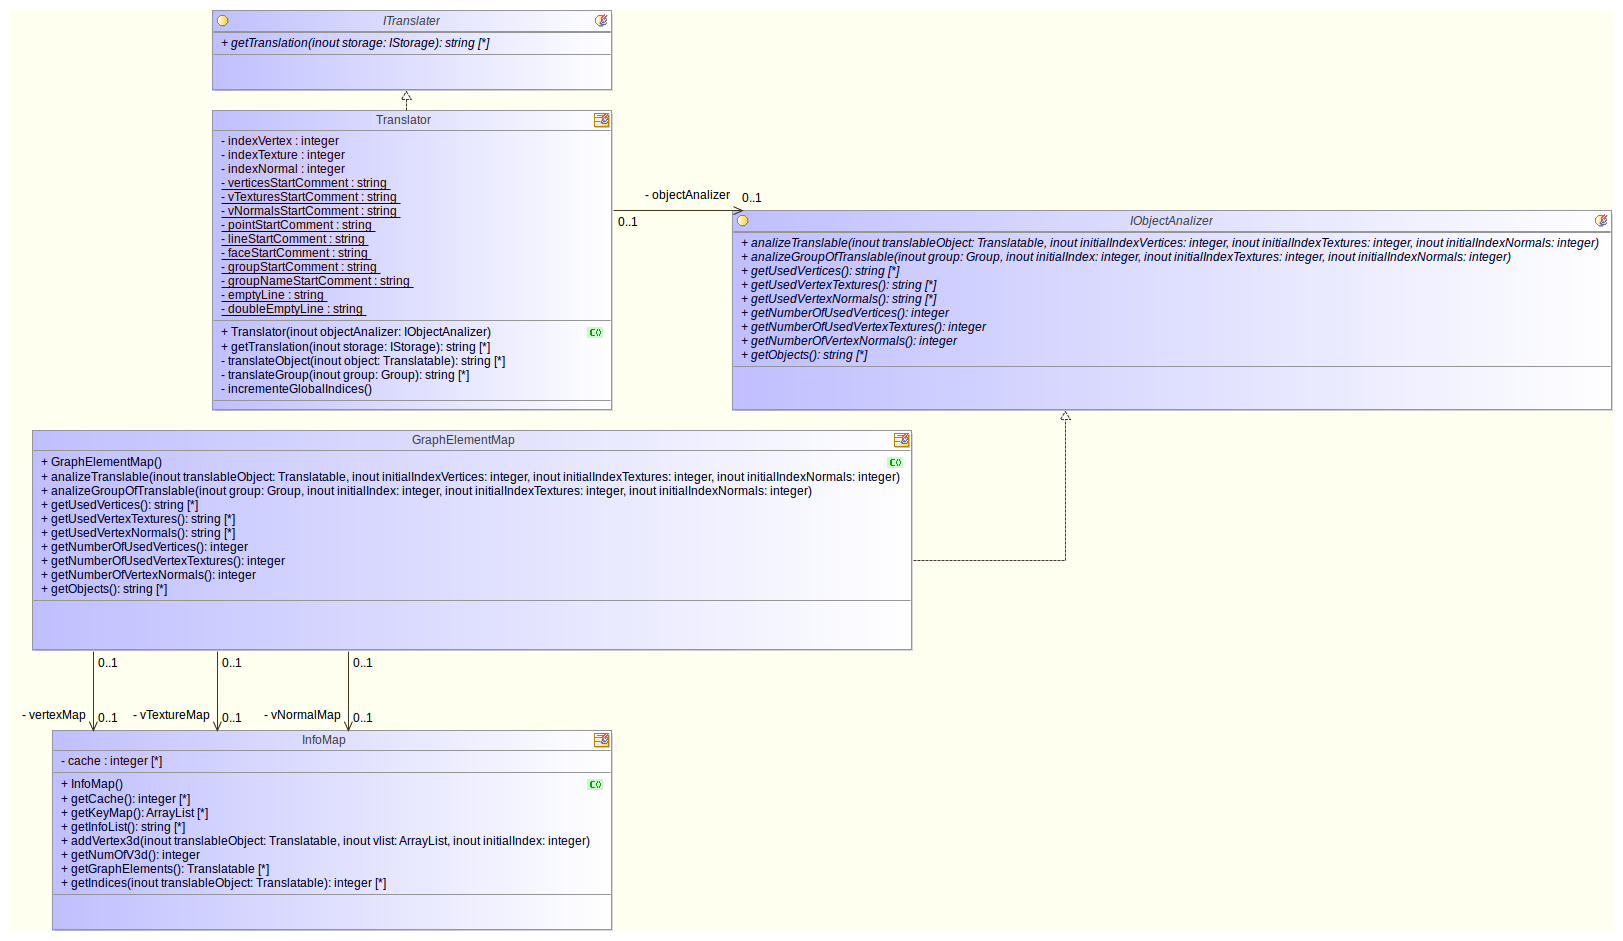 ITranslater
+ getTranslation(inout storage: IStorage): string [*]
Translator
- indexVertex : integer
- indexTexture : integer
- indexNormal : integer
- verticesStartComment : string
- vTexturesStartComment : string
- vNormalsStartComment : string
- pointStartComment : string
- lineStartComment : string
- faceStartComment : string
- groupStartComment : string
- groupNameStartComment : string
- emptyLine : string
- doubleEmptyLine : string
+ Translator(inout objectAnalizer: IObjectAnalizer)
C()
+ getTranslation(inout storage: IStorage): string [*]
- translateObject(inout object: Translatable): string [*]
- translateGroup(inout group: Group): string [*]
- incrementeGlobalIndices()
- objectAnalizer
0..1
0..1
IObjectAnalizer
+ analizeTranslable(inout translableObject: Translatable, inout initialIndexVertices: integer, inout initialIndexTextures: integer, inout initialIndexNormals: integer)
+ analizeGroupOfTranslable(inout group: Group, inout initialIndex: integer, inout initialIndexTextures: integer, inout initialIndexNormals: integer)
+ getUsedVertices(): string [*]
+ getUsedVertexTextures(): string [*]
+ getUsedVertexNormals(): string [*]
+ getNumberOfUsedVertices(): integer
+ getNumberOfUsedVertexTextures(): integer
+ getNumberOfVertexNormals(): integer
+ getObjects(): string [*]
GraphElementMap
+ GraphElementMap()
C()
+ analizeTranslable(inout translableObject: Translatable, inout initialIndexVertices: integer, inout initialIndexTextures: integer, inout initialIndexNormals: integer)
+ analizeGroupOfTranslable(inout group: Group, inout initialIndex: integer, inout initialIndexTextures: integer, inout initialIndexNormals: integer)
+ getUsedVertices(): string [*]
+ getUsedVertexTextures(): string [*]
+ getUsedVertexNormals(): string [*]
+ getNumberOfUsedVertices(): integer
+ getNumberOfUsedVertexTextures(): integer
+ getNumberOfVertexNormals(): integer
+ getObjects(): string [*]
0..1
0..1
0..1
- vertexMap
0..1
- vTextureMap
0..1
- vNormalMap
0..1
InfoMap
- cache : integer [*]
+ InfoMap()
C()
+ getCache(): integer [*]
+ getKeyMap(): ArrayList [*]
+ getInfoList(): string [*]
+ addVertex3d(inout translableObject: Translatable, inout vlist: ArrayList, inout initialIndex: integer)
+ getNumOfV3d(): integer
+ getGraphElements(): Translatable [*]
+ getIndices(inout translableObject: Translatable): integer [*]